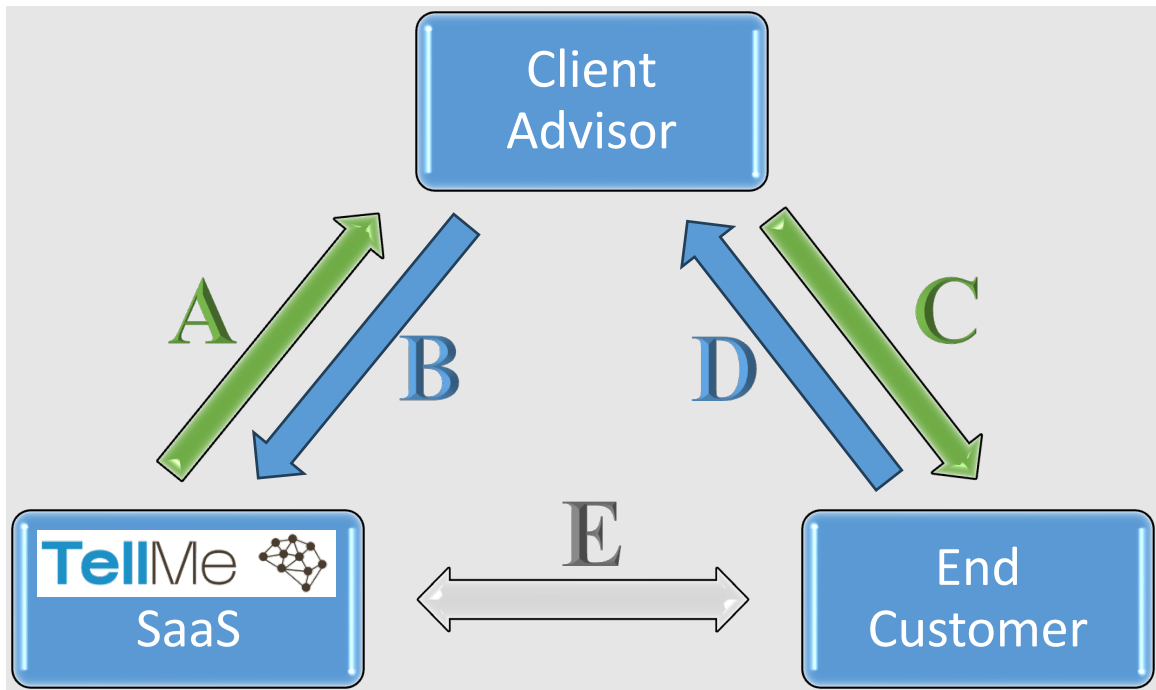 Client
Advisor
A
B
D
C
E
TellMe
SaaS
End
Customer